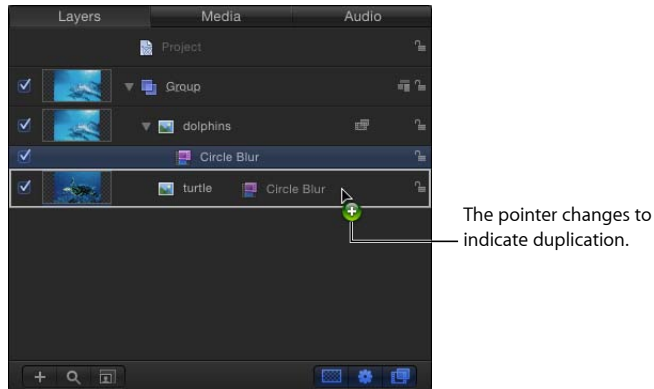 Layers Media Audio
Project
Group
dolphins
Circle Blur
turtle Circle Blur
The pointer changes to
indicate duplication.